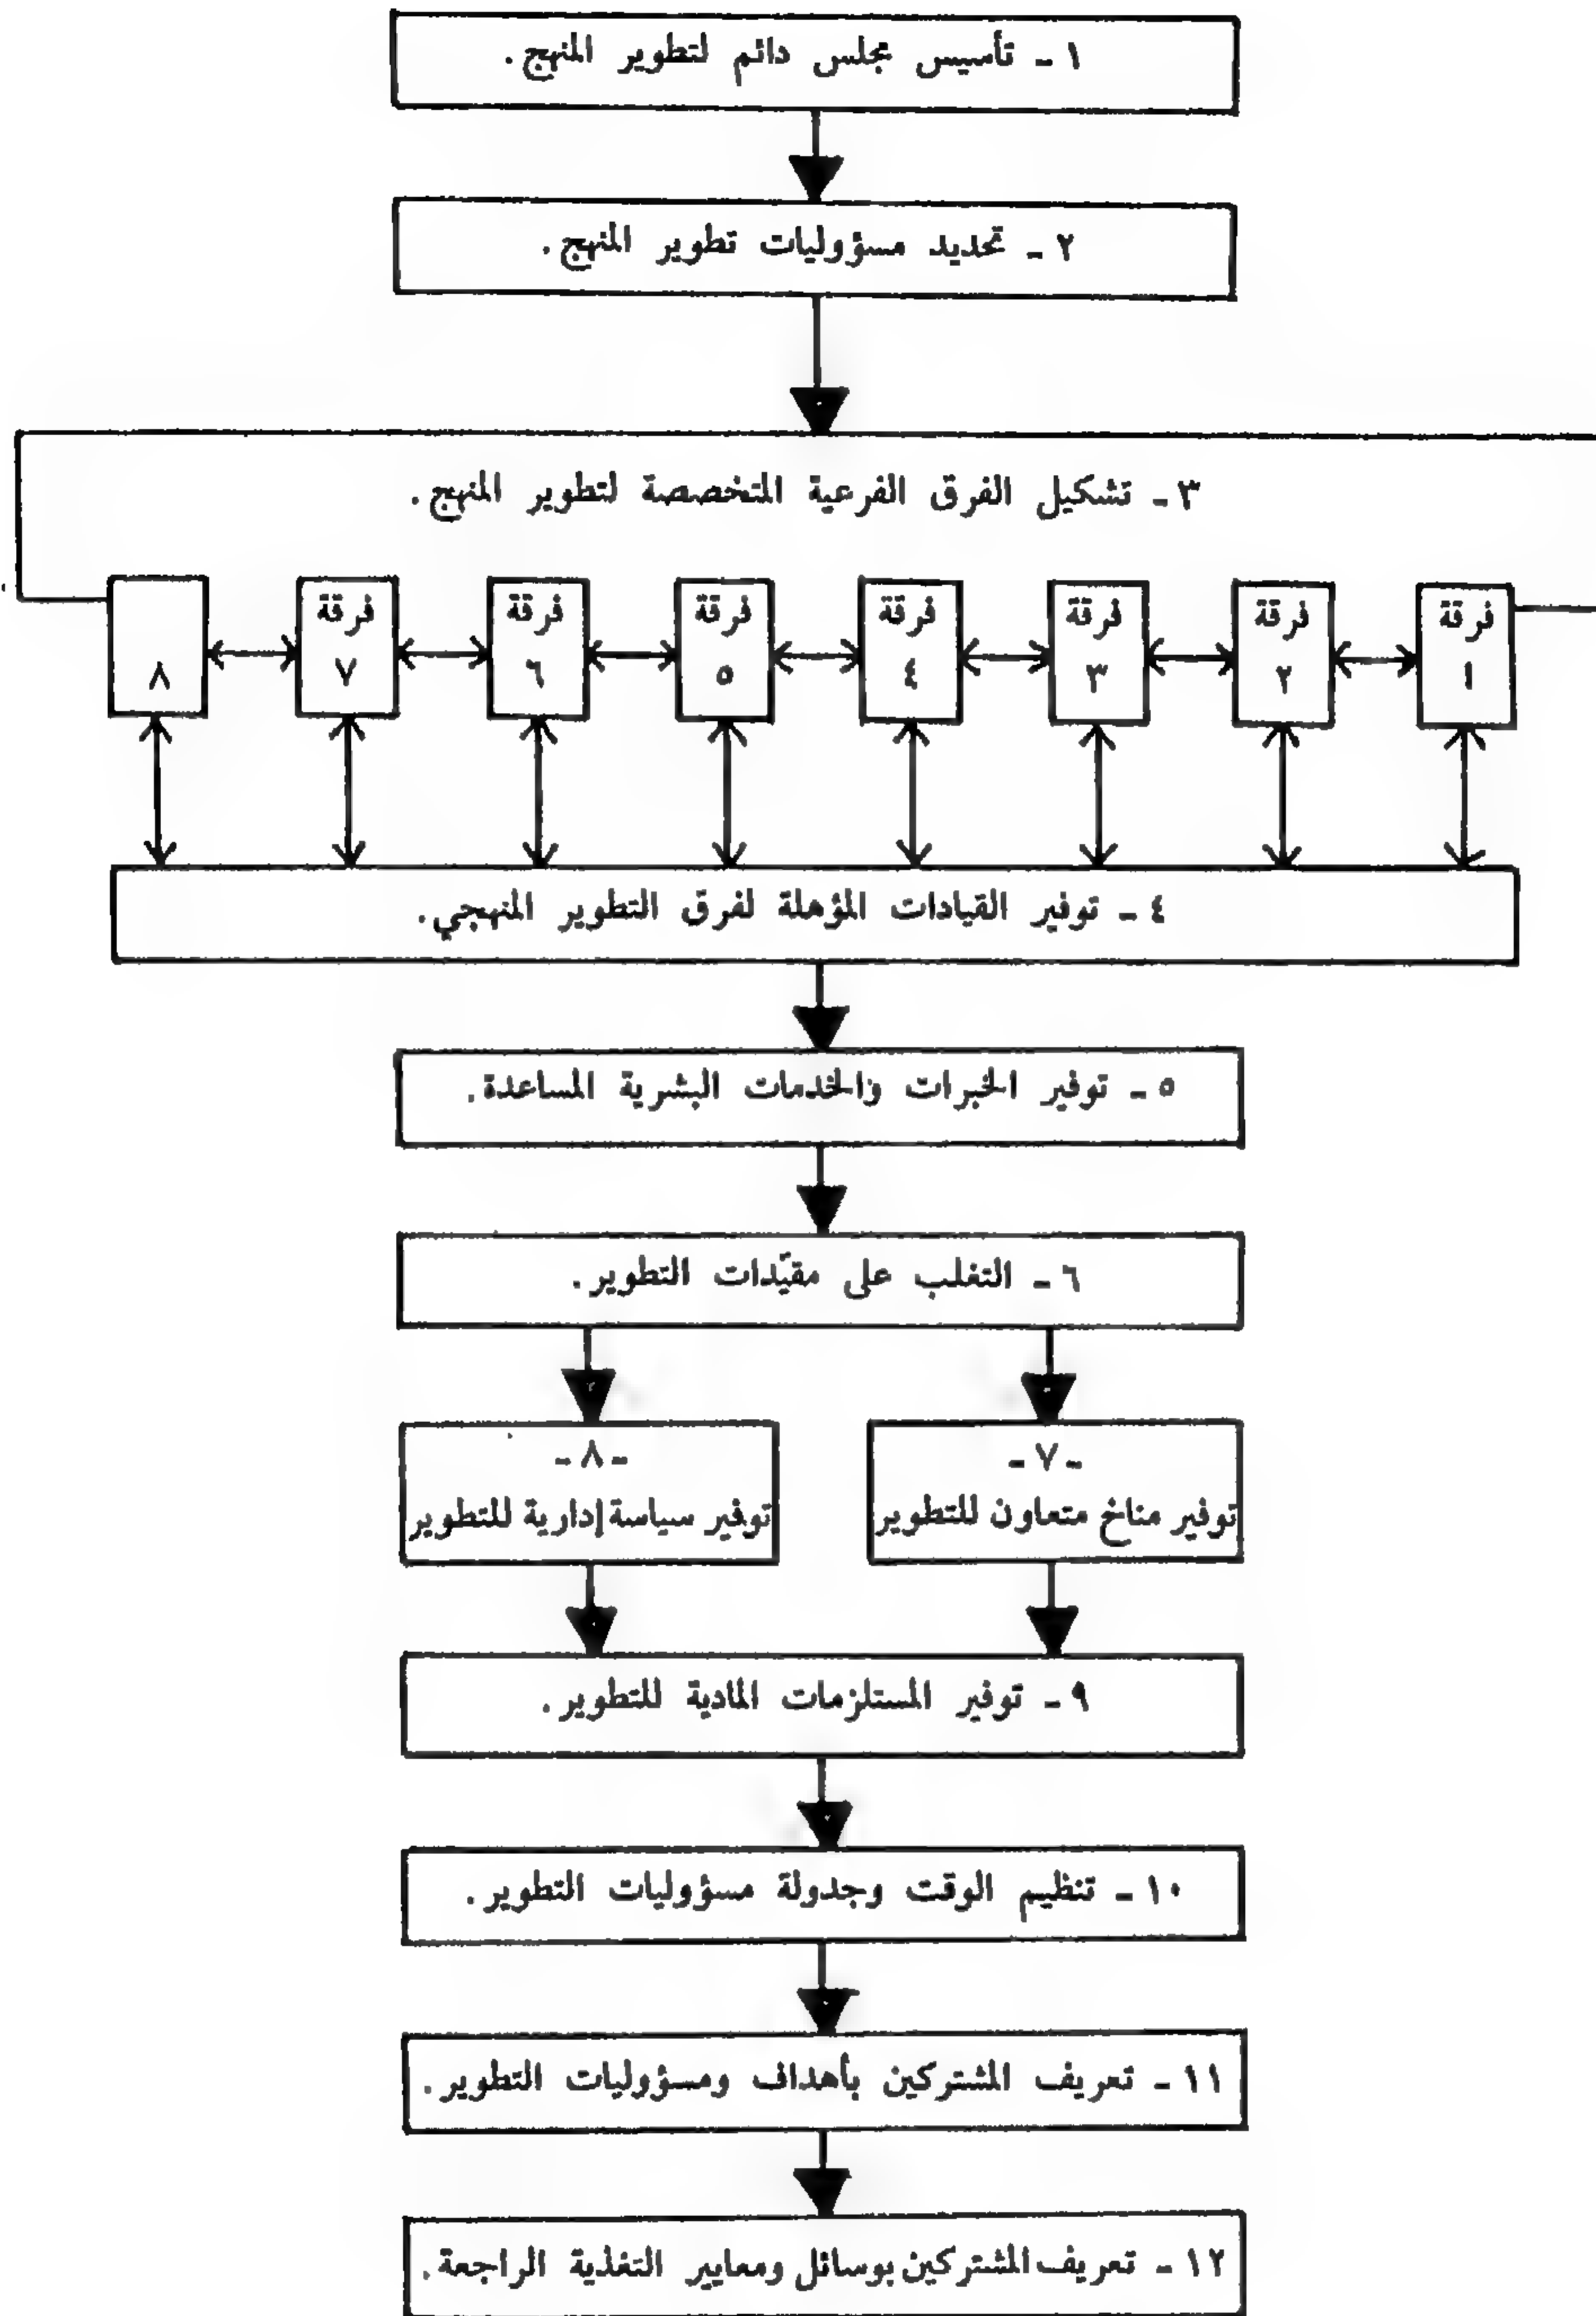 ١ - تأسيس مجلس دائم لتطوير المنهج.
٢ - تحديد مسؤوليات تطوير المنهج.
٣ - تشكيل الفرق الفرعية المتخصصة لتطوير المنهج.
فرقة
١
فرقة
٢
فرقة
٣
فرقة
٤
فرقة
٥
فرقة
٦
فرقة
٧
٨
٤ - توفير القيادات المؤهلة لفرق التطوير المنهجي.
٥ - توفير الخبرات والخدمات البشرية المساعدة.
٦ - التغلب على مقيّدات التطوير.
- ٧ -
توفير مناخ متعاون للتطوير
- ٨ -
توفير سياسة إدارية للتطوير
٩ - توفير المستلزمات المادية للتطوير.
١٠ - تنظيم الوقت وجدولة مسؤوليات التطوير.
١١ - تعريف المشتركين بأهداف ومسؤوليات التطوير.
١٢ - تعريف المشتركين بوسائل ومعايير التغذية الراجعة.